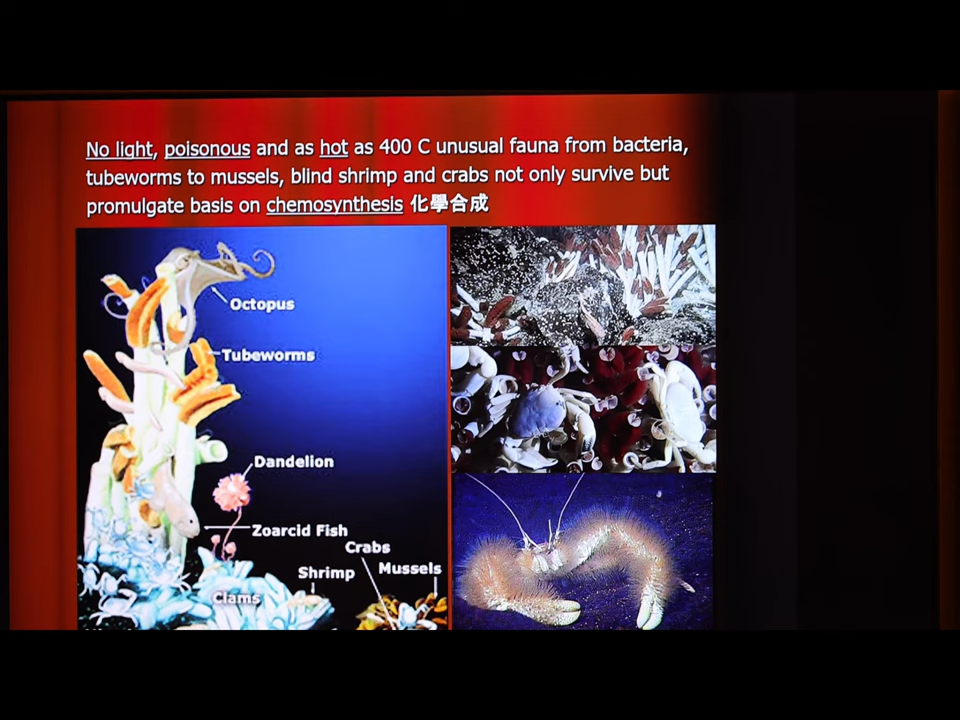 No light, poisonous and as hot as 400 C unusual fauna from bacteria,
tubeworms to mussels, blind shrimp and crabs not only survive but
promulgate basis on chemosynthesis 化學合成
Octopus
Tubeworms
Dandelion
Zoarcid Fish
Crabs
Shrimp
Mussels
Clams